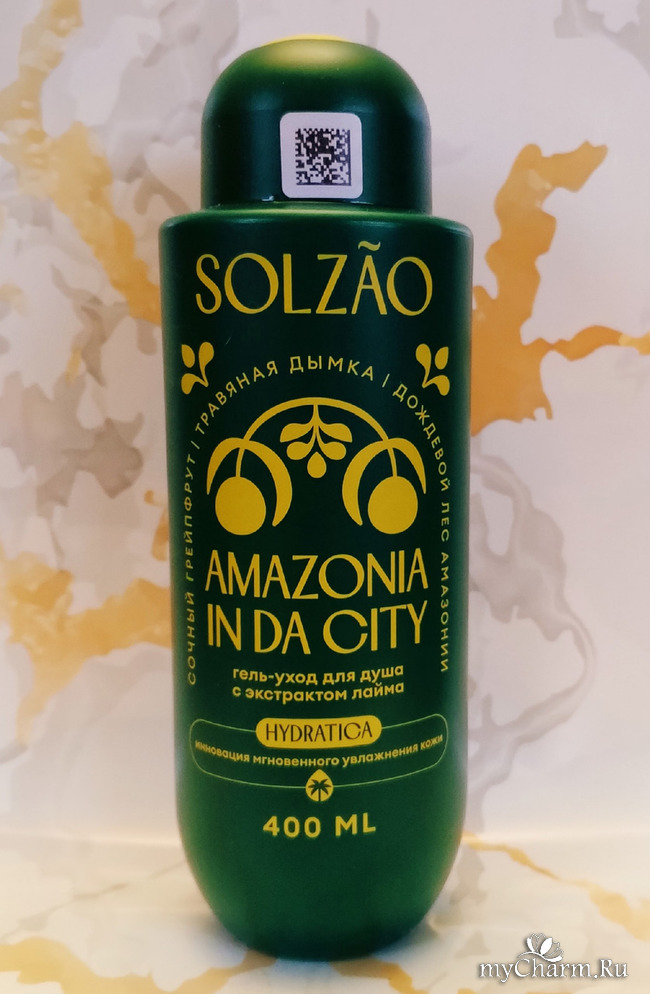 SOLZÃO
СОЧНЫЙ ГРЕЙПФРУТ | ТРАВЯНАЯ ДЫМКА | ДОЖДЕВОЙ ЛЕС АМАЗОНИИ
AMAZONIA
IN DA CITY
гель-уход для душа
с экстрактом лайма
HYDRATICA
инновация мгновенного увлажнения кожи
400 ML
myCharm.Ru